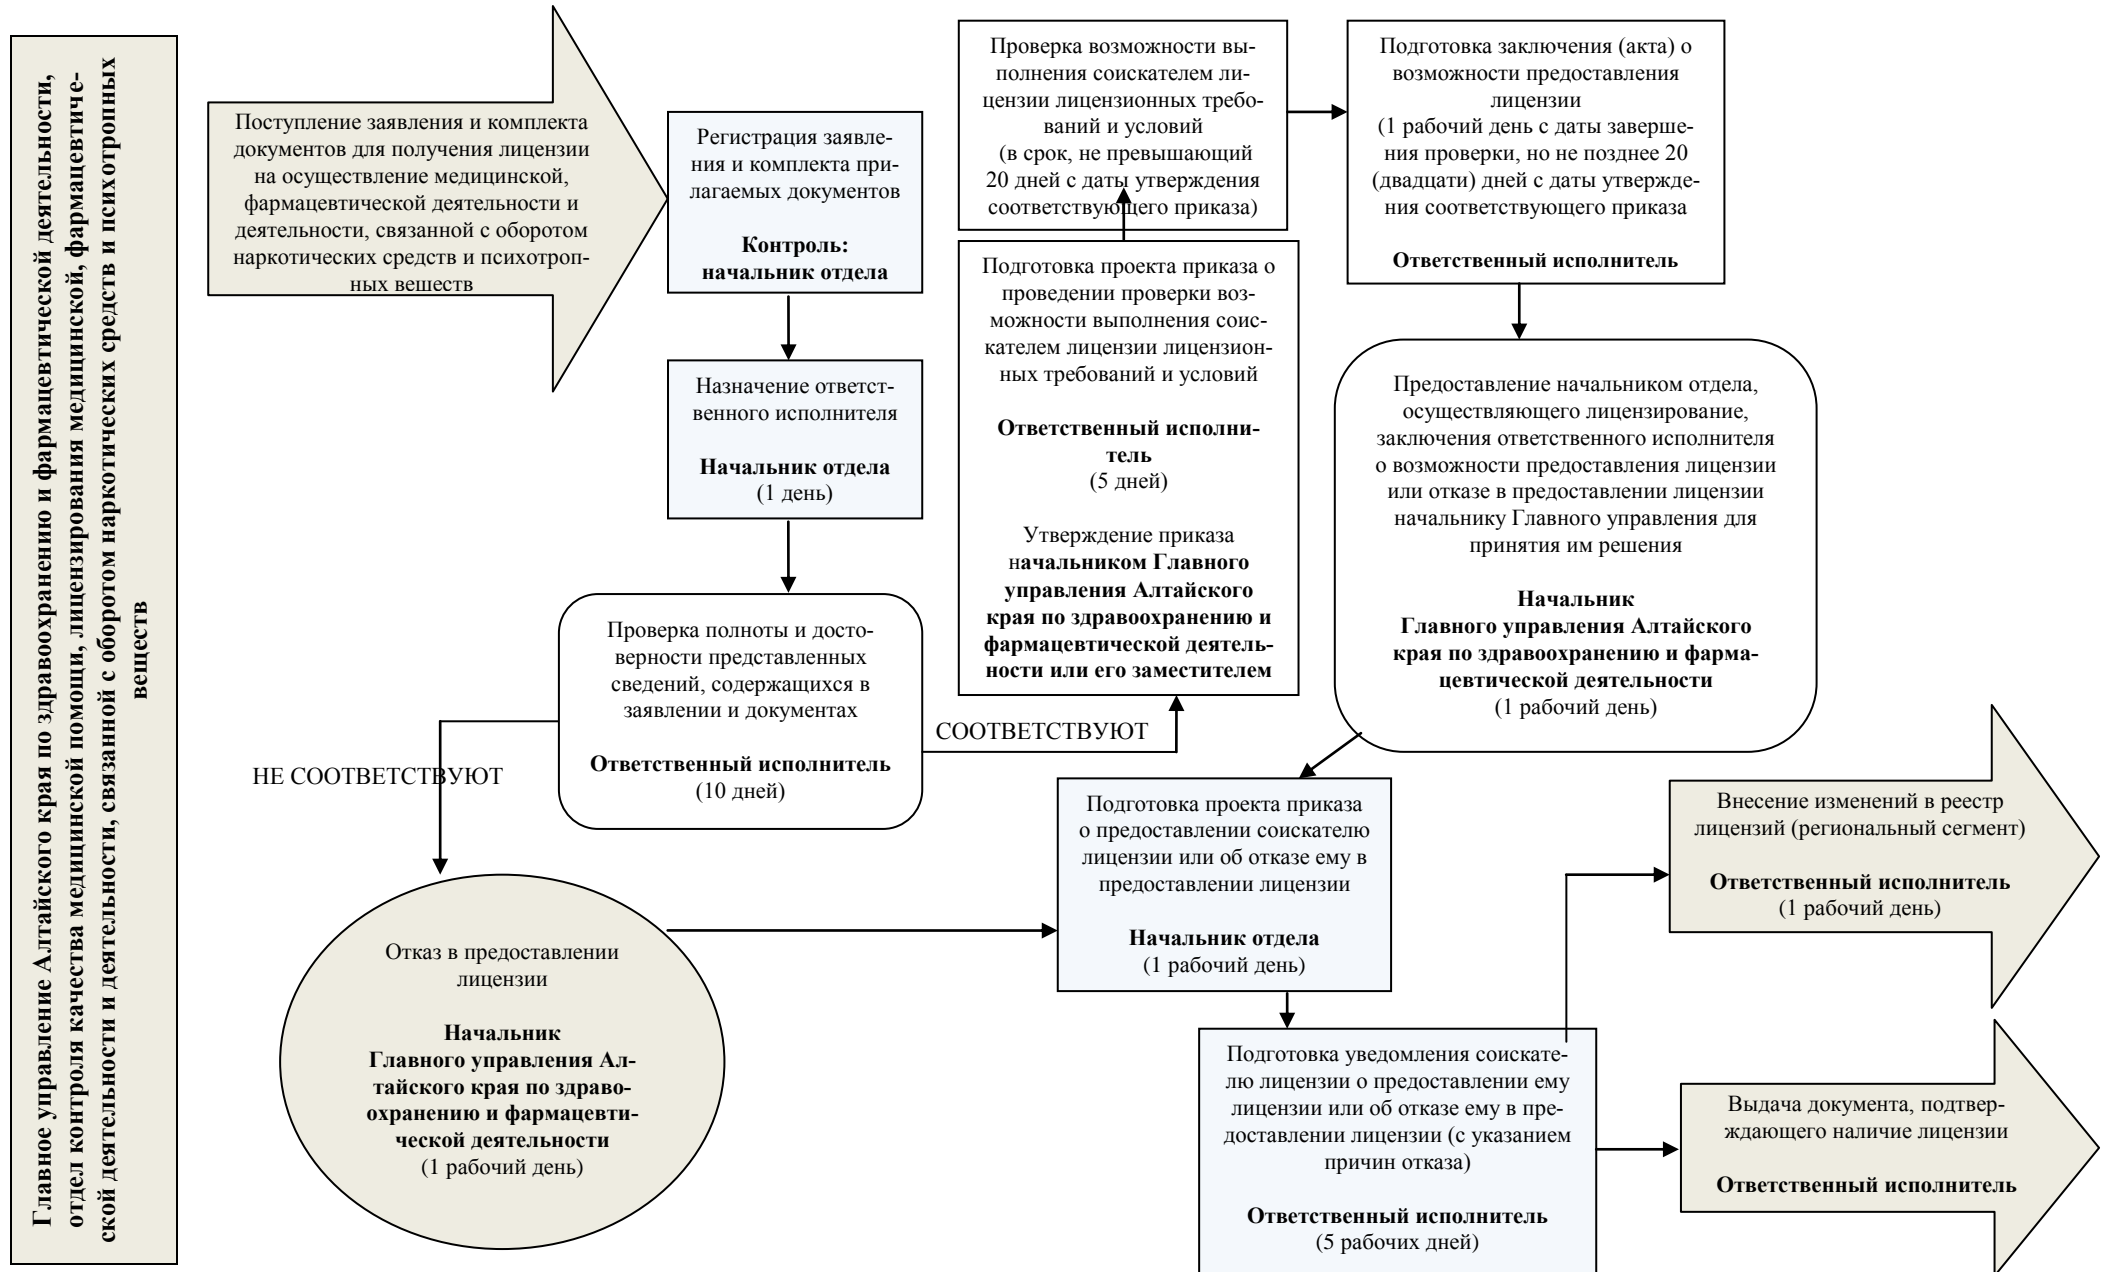 Главное управление Алтайского края по здравоохранению и фармацевтической деятельности,
отдел контроля качества медицинской помощи, лицензирования медицинской, фармацевтиче-
ской деятельности и деятельности, связанной с оборотом наркотических средств и психотропных
веществ
Поступление заявления и комплекта
документов для получения лицензии
на осуществление медицинской,
фармацевтической деятельности и
деятельности, связанной с оборотом
наркотических средств и психотроп-
ных веществ
Регистрация заявле-
ния и комплекта при-
лагаемых документов
Контроль:
начальник отдела
Назначение ответст-
венного исполнителя
Начальник отдела
(1 день)
Проверка полноты и досто-
верности представленных
сведений, содержащихся в
заявлении и документах
Ответственный исполнитель
(10 дней)
НЕ СООТВЕТСТВУЮТ
СООТВЕТСТВУЮТ
Отказ в предоставлении
лицензии
Начальник
Главного управления Ал-
тайского края по здраво-
охранению и фармацевти-
ческой деятельности
(1 рабочий день)
Проверка возможности вы-
полнения соискателем ли-
цензии лицензионных требо-
ваний и условий
(в срок, не превышающий
20 дней с даты утверждения
соответствующего приказа)
Подготовка проекта приказа о
проведении проверки воз-
можности выполнения соис-
кателем лицензии лицензион-
ных требований и условий
Ответственный исполни-
тель
(5 дней)
Утверждение приказа
начальником Главного
управления Алтайского
края по здравоохранению и
фармацевтической деятель-
ности или его заместителем
Подготовка заключения (акта) о
возможности предоставления
лицензии
(1 рабочий день с даты заверше-
ния проверки, но не позднее 20
(двадцати) дней с даты утвержде-
ния соответствующего приказа
Ответственный исполнитель
Предоставление начальником отдела,
осуществляющего лицензирование,
заключения ответственного исполнителя
о возможности предоставления лицензии
или отказе в предоставлении лицензии
начальнику Главного управления для
принятия им решения
Начальник
Главного управления Алтайского
края по здравоохранению и фарма-
цевтической деятельности
(1 рабочий день)
Подготовка проекта приказа
о предоставлении соискателю
лицензии или об отказе ему в
предоставлении лицензии
Начальник отдела
(1 рабочий день)
Подготовка уведомления соискате-
лю лицензии о предоставлении ему
лицензии или об отказе ему в пре-
доставлении лицензии (с указанием
причин отказа)
Ответственный исполнитель
(5 рабочих дней)
Внесение изменений в реестр
лицензий (региональный сегмент)
Ответственный исполнитель
(1 рабочий день)
Выдача документа, подтвер-
ждающего наличие лицензии
Ответственный исполнитель